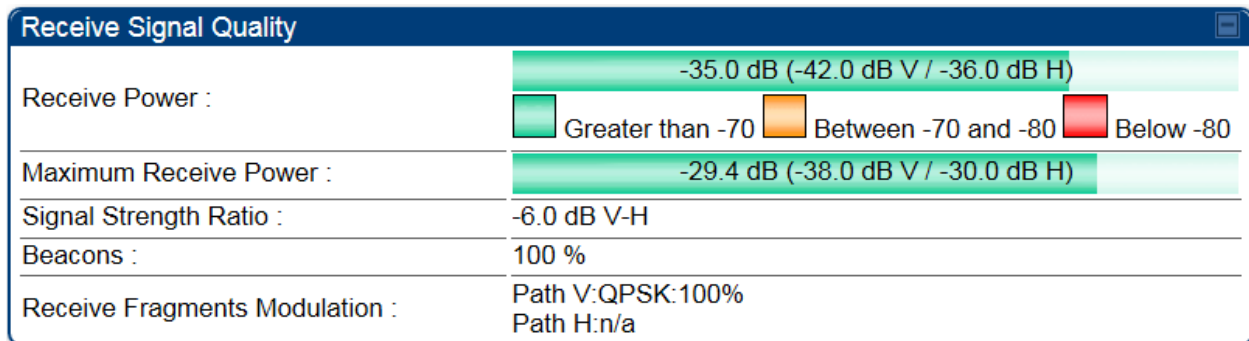 Receive Signal Quality
Receive Power :
-35.0 dB (-42.0 dB V / -36.0 dB H)
Greater than -70 Between -70 and -80 Below -80
Maximum Receive Power :
-29.4 dB (-38.0 dB V / -30.0 dB H)
Signal Strength Ratio :
-6.0 dB V-H
Beacons :
100 %
Receive Fragments Modulation :
Path V:QPSK:100%
Path H:n/a